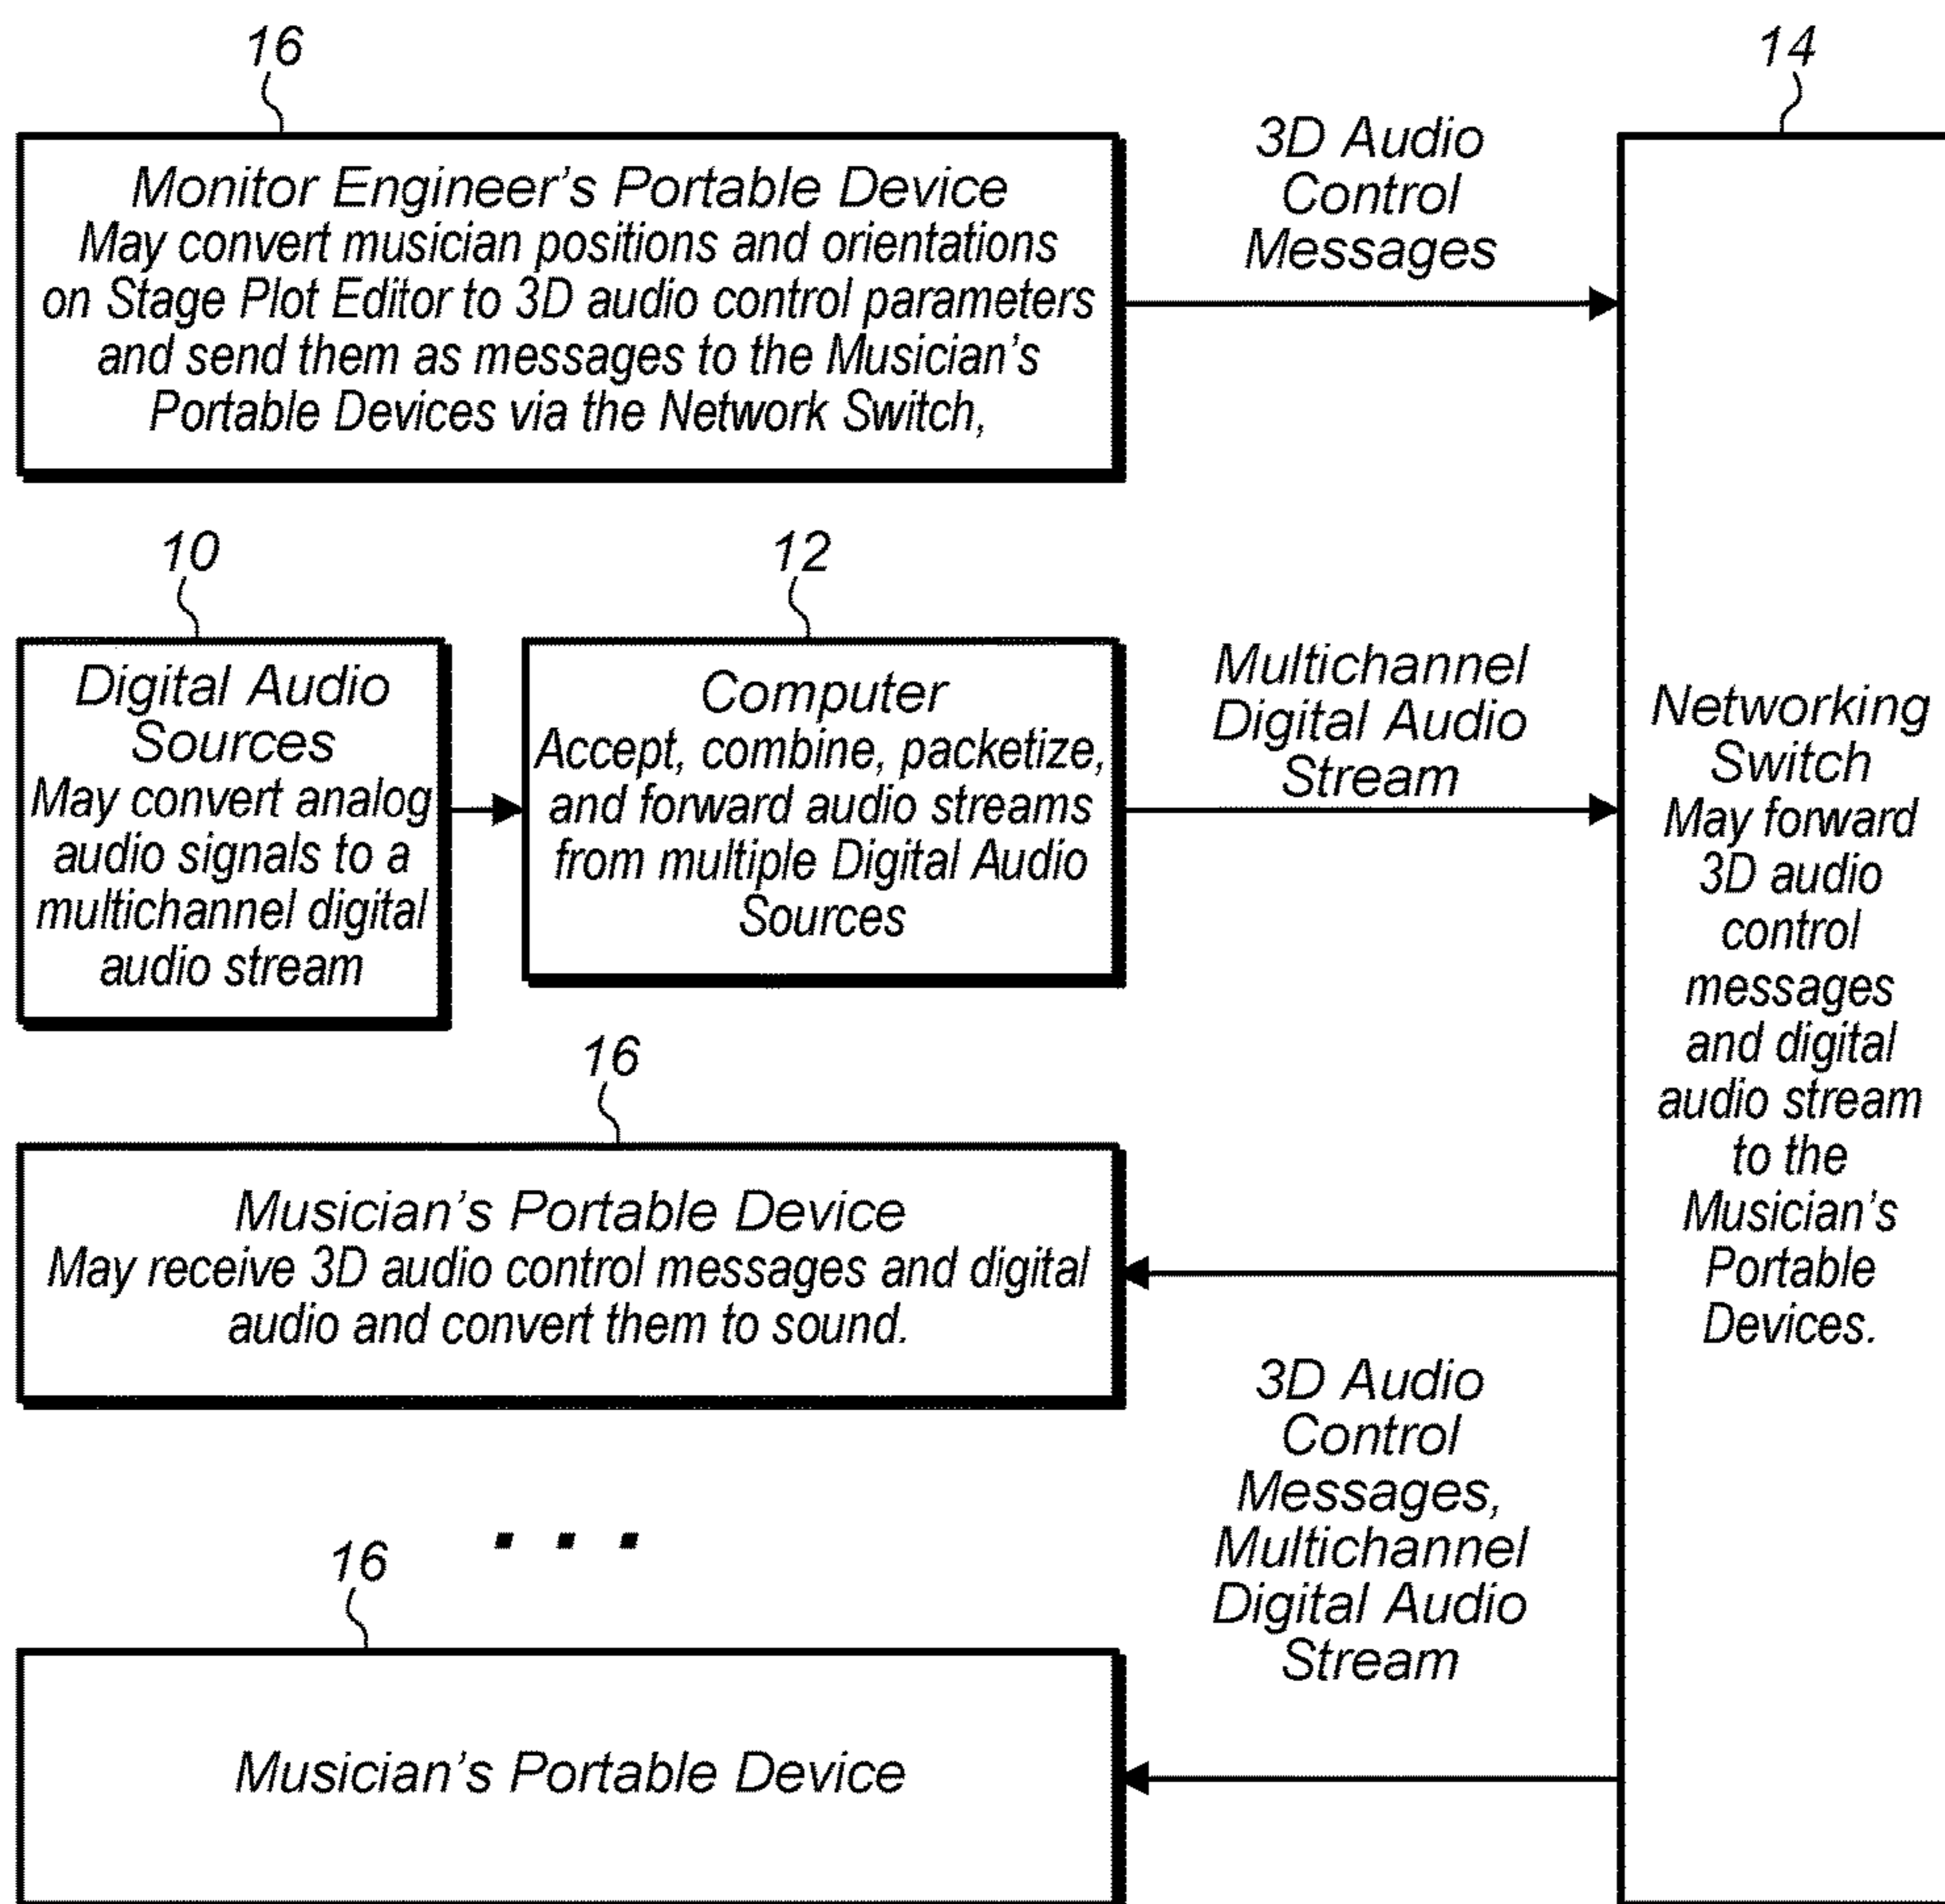 16
Monitor Engineer's Portable Device
May convert musician positions and orientations
on Stage Plot Editor to 3D audio control parameters
and send them as messages to the Musician's
Portable Devices via the Network Switch,
3D Audio
Control
Messages
14
10
Digital Audio
Sources
May convert analog
audio signals to a
multichannel digital
audio stream
12
Computer
Accept, combine, packetize,
and forward audio streams
from multiple Digital Audio
Sources
Multichannel
Digital Audio
Stream
Networking
Switch
May forward
3D audio
control
messages
and digital
audio stream
to the
Musician's
Portable
Devices.
16
Musician's Portable Device
May receive 3D audio control messages and digital
audio and convert them to sound.
3D Audio
Control
Messages,
Multichannel
Digital Audio
Stream
. . .
16
Musician's Portable Device